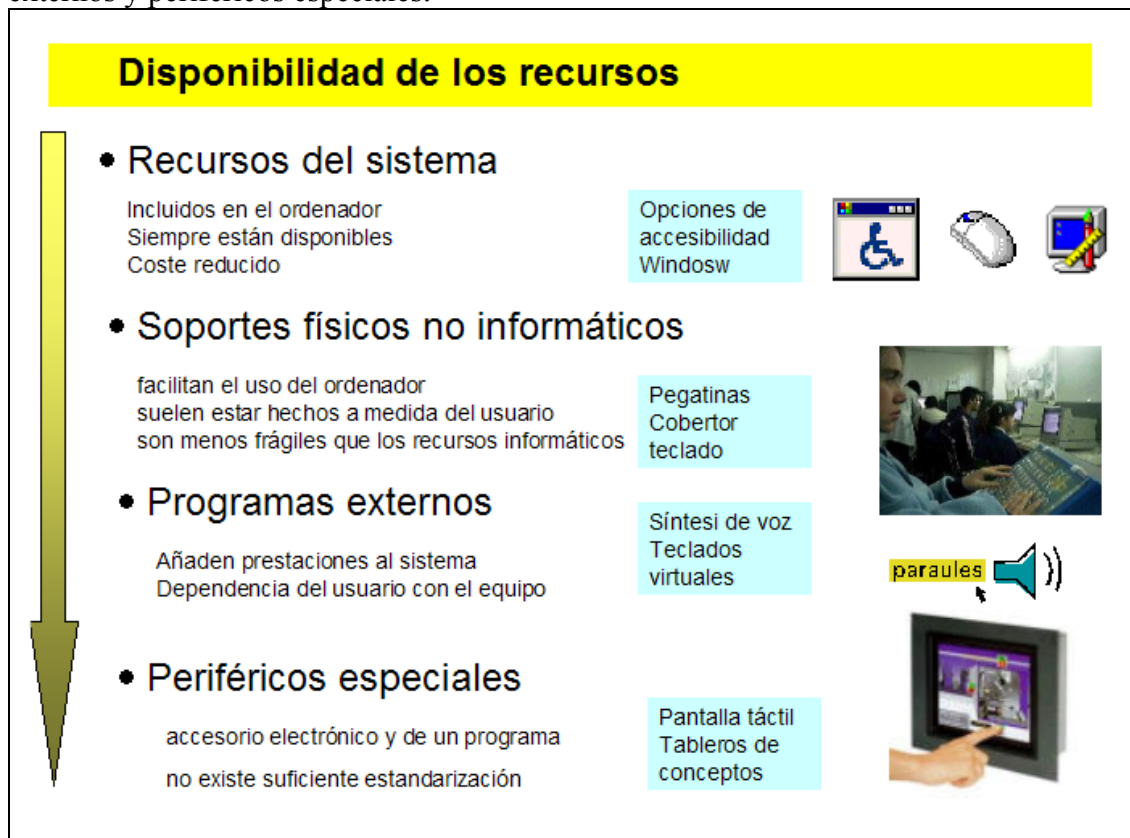 externos y periféricos especiales.
Disponibilidad de los recursos
• Recursos del sistema
Incluidos en el ordenador
Siempre están disponibles
Coste reducido
Opciones de
accesibilidad
Windosw
• Soportes físicos no informáticos
facilitan el uso del ordenador
suelen estar hechos a medida del usuario
son menos frágiles que los recursos informáticos
Pegatinas
Cobertor
teclado
• Programas externos
Añaden prestaciones al sistema
Dependencia del usuario con el equipo
Síntesi de voz
Teclados
virtuales
paraules
• Periféricos especiales
accesorio electrónico y de un programa
no existe suficiente estandarización
Pantalla táctil
Tableros de
conceptos